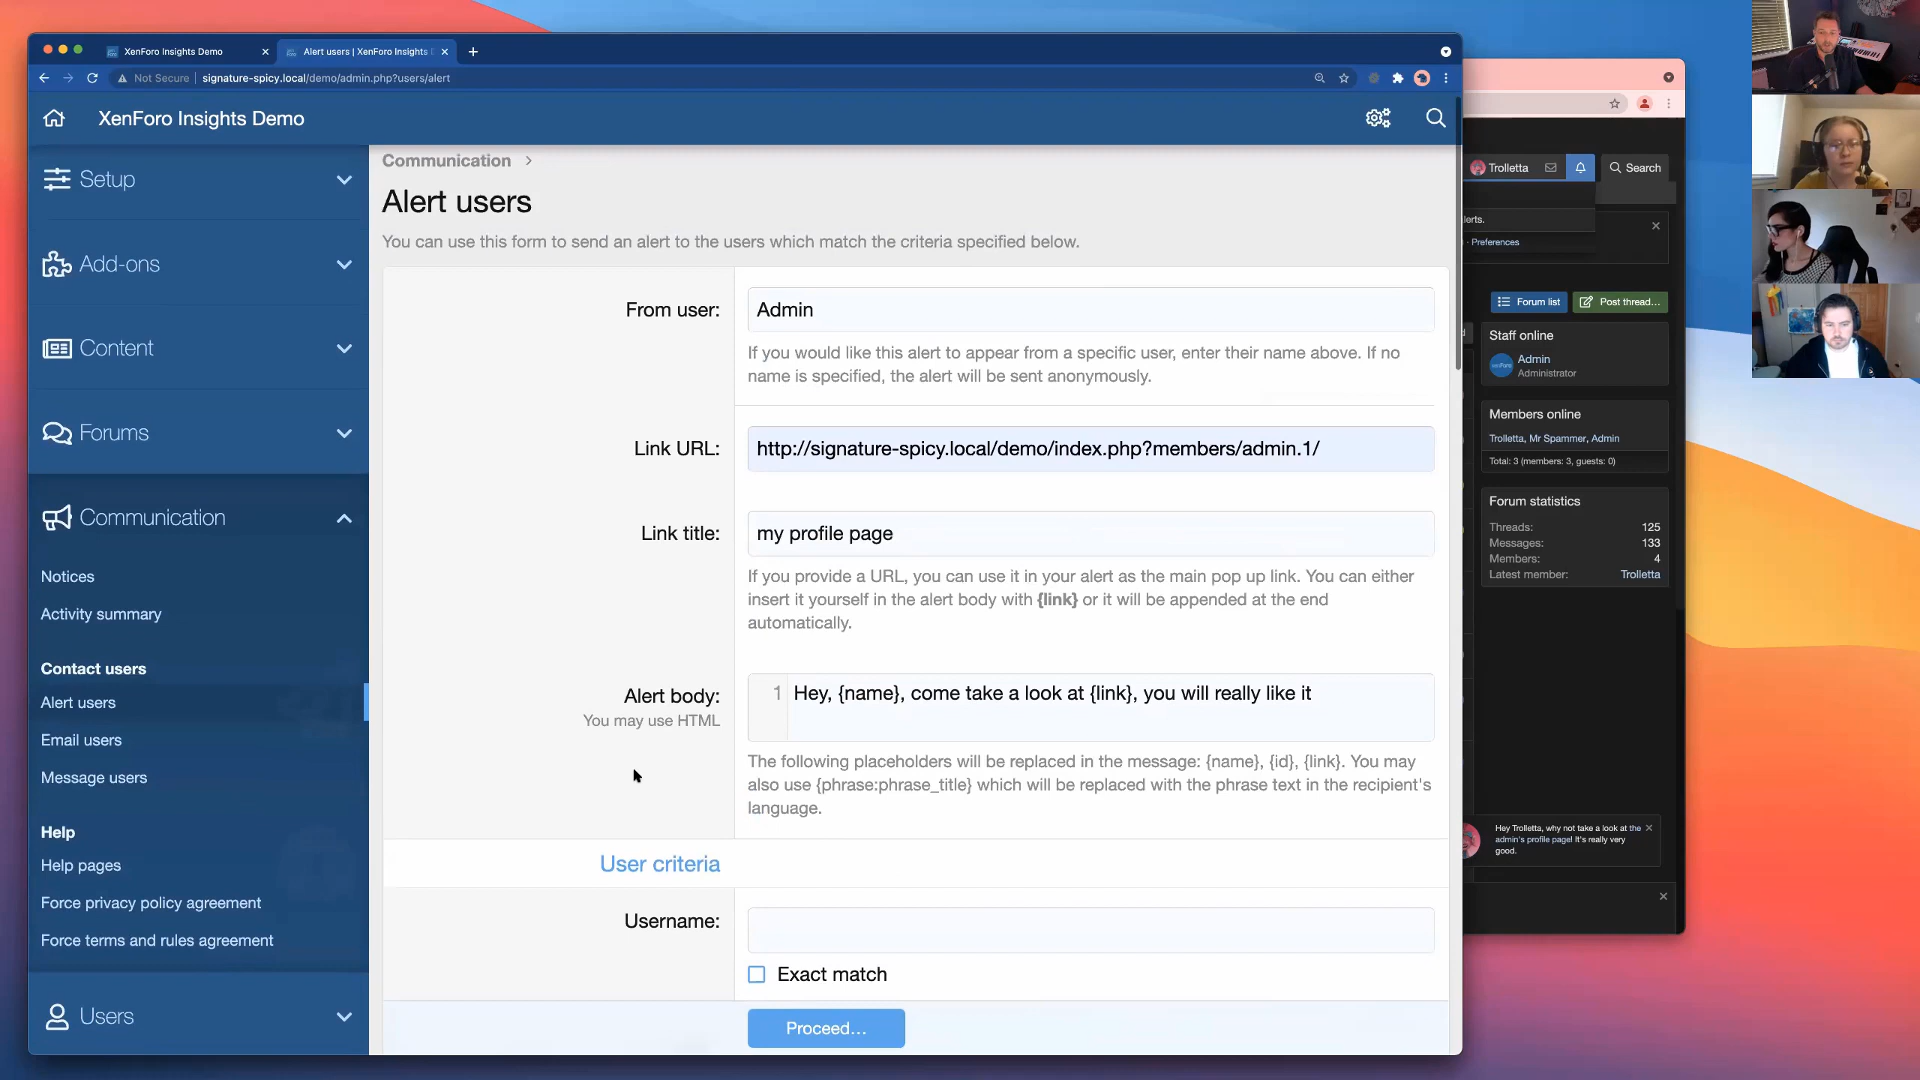 XenForo Insights Demo
Alert users | XenForo Insights D
Not Secure
signature-spicy.local/demo/admin.php?users/alert
XenForo Insights Demo
Setup
Add-ons
Content
Forums
Communication
Notices
Activity summary
Contact users
Alert users
Email users
Message users
Help
Help pages
Force privacy policy agreement
Force terms and rules agreement
Users
Communication
Alert users
You can use this form to send an alert to the users which match the criteria specified below.
From user:
Admin
If you would like this alert to appear from a specific user, enter their name above. If no
name is specified, the alert will be sent anonymously.
Link URL:
http://signature-spicy.local/demo/index.php?members/admin.1/
Link title:
my profile page
If you provide a URL, you can use it in your alert as the main pop up link. You can either
insert it yourself in the alert body with {link} or it will be appended at the end
automatically.
Alert body:
You may use HTML
1
Hey, {name}, come take a look at {link}, you will really like it
The following placeholders will be replaced in the message: {name}, {id}, {link}. You may
also use {phrase:phrase_title} which will be replaced with the phrase text in the recipient's
language.
User criteria
Username:
Exact match
Proceed...
Trolletta
Search
lerts.
· Preferences
Forum list
Post thread...
Staff online
Admin
Administrator
Members online
Trolletta, Mr Spammer, Admin
Total: 3 (members: 3, guests: 0)
Forum statistics
Threads: 125
Messages: 133
Members: 4
Latest member: Trolletta
Hey Trolletta, why not take a look at the
admin's profile page! It's really very
good.